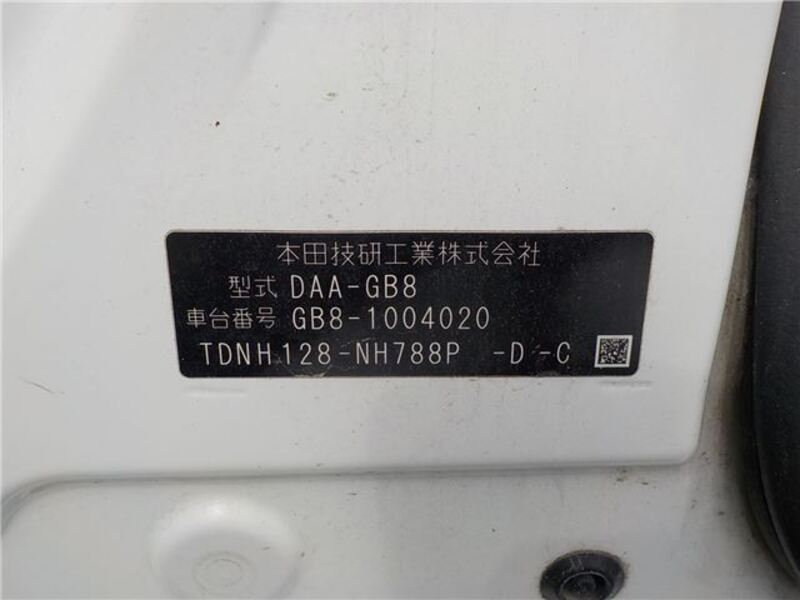 本田技研工業株式会社
型式 DAA-GB8
車台番号 GB8-1004020
TDNH128-NH788P -D -C